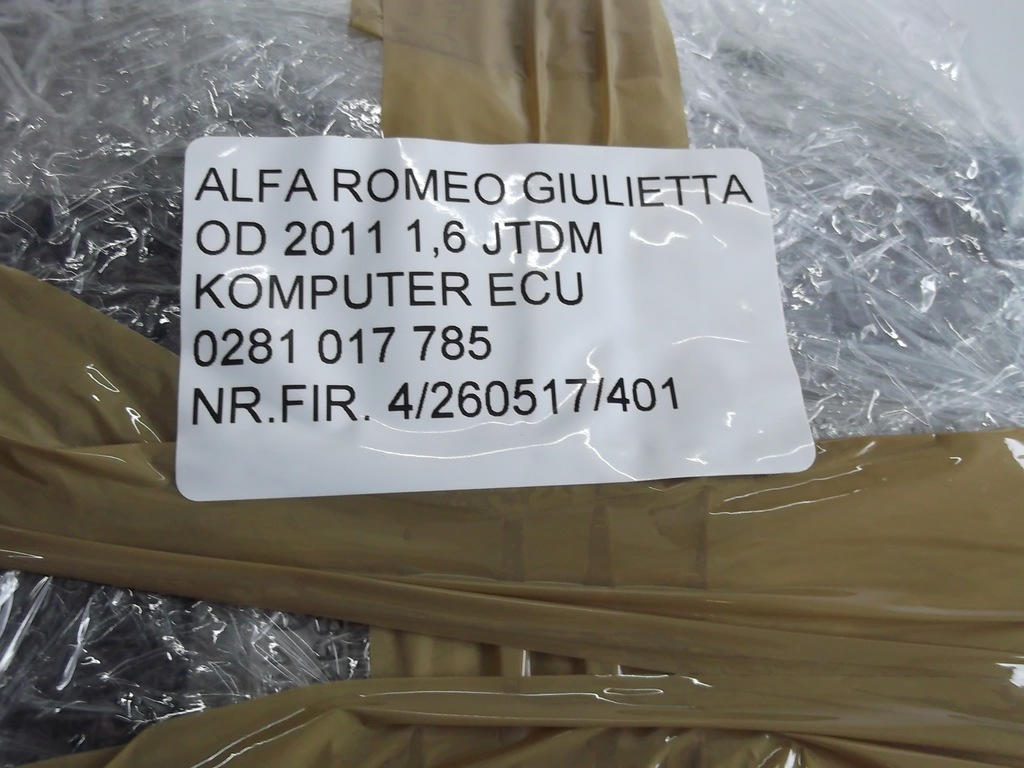 ALFA ROMEO GIULIETTA
OD 2011 1,6 JTDM
KOMPUTER ECU
0281 017 785
NR.FIR. 4/260517/401